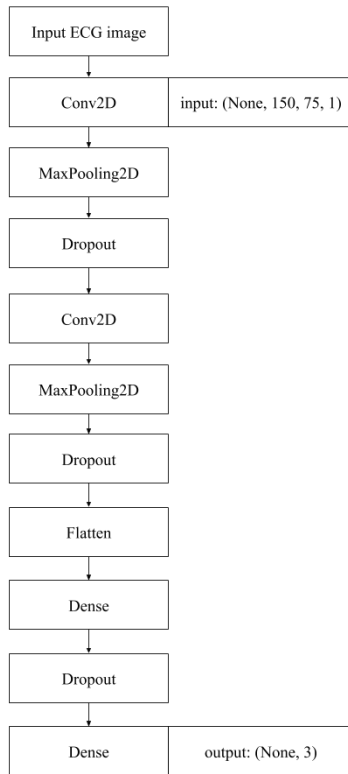 Input ECG image
Conv2D
input: (None, 150, 75, 1)
MaxPooling2D
Dropout
Conv2D
MaxPooling2D
Dropout
Flatten
Dense
Dropout
Dense
output: (None, 3)